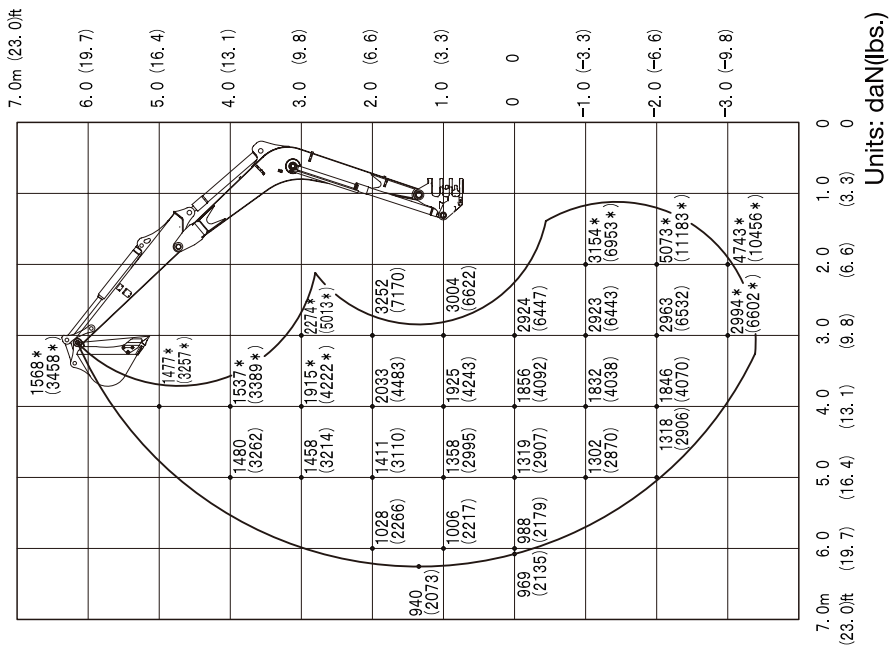 7.0m (23.0)ft
1568*
(3458*)
6.0 (19.7)
5.0 (16.4)
1477*
(3257*)
4.0 (13.1)
1480 1537*
(3262) (3389*)
3.0 (9.8)
1458 1915* 2274*
(3214) (4222*) (5013*)
2.0 (6.6)
1028 1411 2033 3252
(2266) (3110) (4483) (7170)
940
(2073)
1.0 (3.3)
1006 1358 1925 3004
(2217) (2995) (4243) (6622)
0 0
969 988 1319 1856 2924
(2135) (2179) (2907) (4092) (6447)
-1.0 (-3.3)
1302 1832 2923 3154*
(2870) (4038) (6443) (6953*)
-2.0 (-6.6)
1318 1846 2963 5073*
(2906) (4070) (6532) (11183*)
-3.0 (-9.8)
2994* 4743*
(6602*) (10456*)
7.0m 6.0 5.0 4.0 3.0 2.0 1.0 0
(23.0)ft (19.7) (16.4) (13.1) (9.8) (6.6) (3.3) 0
Units: daN(lbs.)